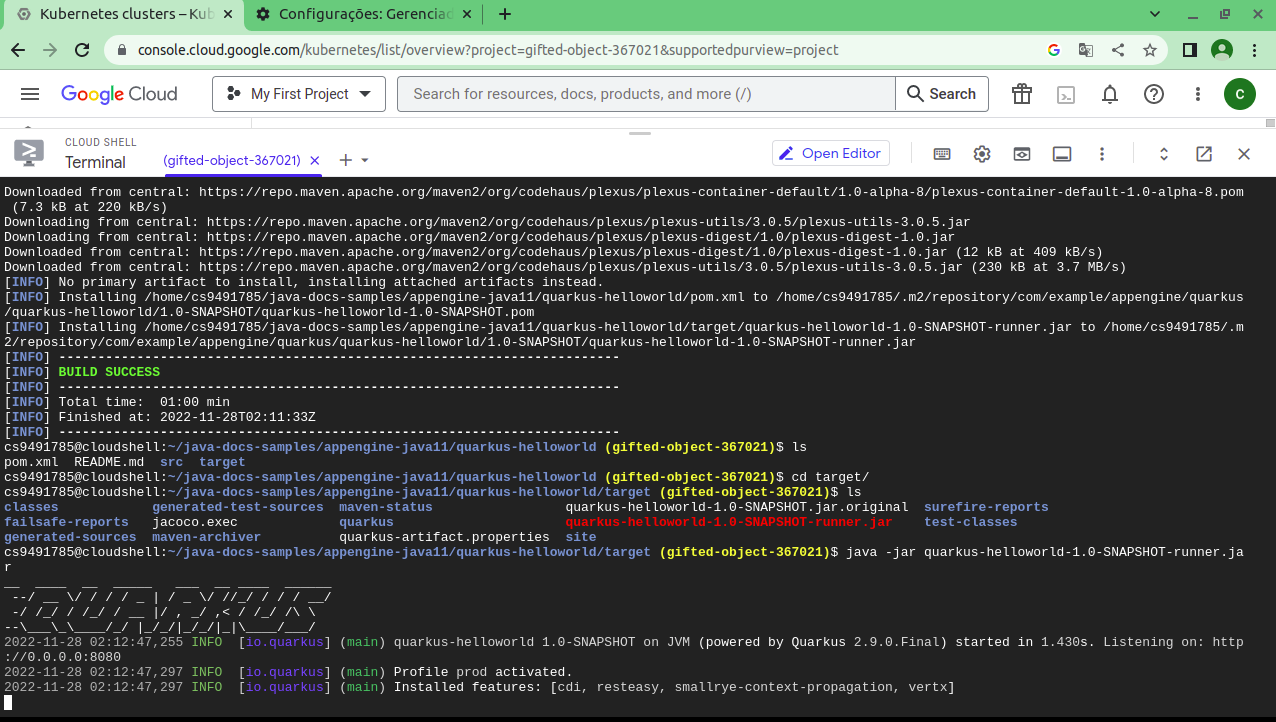 Kubernetes clusters – Kub
Configurações: Gerenciad
console.cloud.google.com/kubernetes/list/overview?project=gifted-object-367021&supportedpurview=project
Google Cloud
My First Project
Search for resources, docs, products, and more (/)
Search
C
CLOUD SHELL
Terminal
(gifted-object-367021)
Open Editor
Downloaded from central: https://repo.maven.apache.org/maven2/org/codehaus/plexus/plexus-container-default/1.0-alpha-8/plexus-container-default-1.0-alpha-8.pom
(7.3 kB at 220 kB/s)
Downloading from central: https://repo.maven.apache.org/maven2/org/codehaus/plexus/plexus-utils/3.0.5/plexus-utils-3.0.5.jar
Downloading from central: https://repo.maven.apache.org/maven2/org/codehaus/plexus/plexus-digest/1.0/plexus-digest-1.0.jar
Downloaded from central: https://repo.maven.apache.org/maven2/org/codehaus/plexus/plexus-digest/1.0/plexus-digest-1.0.jar (12 kB at 409 kB/s)
Downloaded from central: https://repo.maven.apache.org/maven2/org/codehaus/plexus/plexus-utils/3.0.5/plexus-utils-3.0.5.jar (230 kB at 3.7 MB/s)
[INFO] No primary artifact to install, installing attached artifacts instead.
[INFO] Installing /home/cs9491785/java-docs-samples/appengine-java11/quarkus-helloworld/pom.xml to /home/cs9491785/.m2/repository/com/example/appengine/quarkus
/quarkus-helloworld/1.0-SNAPSHOT/quarkus-helloworld-1.0-SNAPSHOT.pom
[INFO] Installing /home/cs9491785/java-docs-samples/appengine-java11/quarkus-helloworld/target/quarkus-helloworld-1.0-SNAPSHOT-runner.jar to /home/cs9491785/.m
2/repository/com/example/appengine/quarkus/quarkus-helloworld/1.0-SNAPSHOT/quarkus-helloworld-1.0-SNAPSHOT-runner.jar
[INFO] ------------------------------------------------------------------------
[INFO] BUILD SUCCESS
[INFO] ------------------------------------------------------------------------
[INFO] Total time:  01:00 min
[INFO] Finished at: 2022-11-28T02:11:33Z
[INFO] ------------------------------------------------------------------------
cs9491785@cloudshell:~/java-docs-samples/appengine-java11/quarkus-helloworld (gifted-object-367021)$ ls
pom.xml  README.md  src  target
cs9491785@cloudshell:~/java-docs-samples/appengine-java11/quarkus-helloworld (gifted-object-367021)$ cd target/
cs9491785@cloudshell:~/java-docs-samples/appengine-java11/quarkus-helloworld/target (gifted-object-367021)$ ls
classes            generated-test-sources  maven-status                 quarkus-helloworld-1.0-SNAPSHOT.jar.original  surefire-reports
failsafe-reports   jacoco.exec             quarkus                      quarkus-helloworld-1.0-SNAPSHOT-runner.jar    test-classes
generated-sources  maven-archiver          quarkus-artifact.properties  site
cs9491785@cloudshell:~/java-docs-samples/appengine-java11/quarkus-helloworld/target (gifted-object-367021)$ java -jar quarkus-helloworld-1.0-SNAPSHOT-runner.ja
r
__  ____  __  _____   ___  __ ____  ______
 --/ __ \/ / / / _ | / _ \/ //_/ / / / __/
 -/ /_/ / /_/ / __ |/ , _/ ,< / /_/ /\ \
--\___\_\____/_/ |_/_/|_/_/|_|\____/___/
2022-11-28 02:12:47,255 INFO  [io.quarkus] (main) quarkus-helloworld 1.0-SNAPSHOT on JVM (powered by Quarkus 2.9.0.Final) started in 1.430s. Listening on: http
://0.0.0.0:8080
2022-11-28 02:12:47,297 INFO  [io.quarkus] (main) Profile prod activated.
2022-11-28 02:12:47,297 INFO  [io.quarkus] (main) Installed features: [cdi, resteasy, smallrye-context-propagation, vertx]